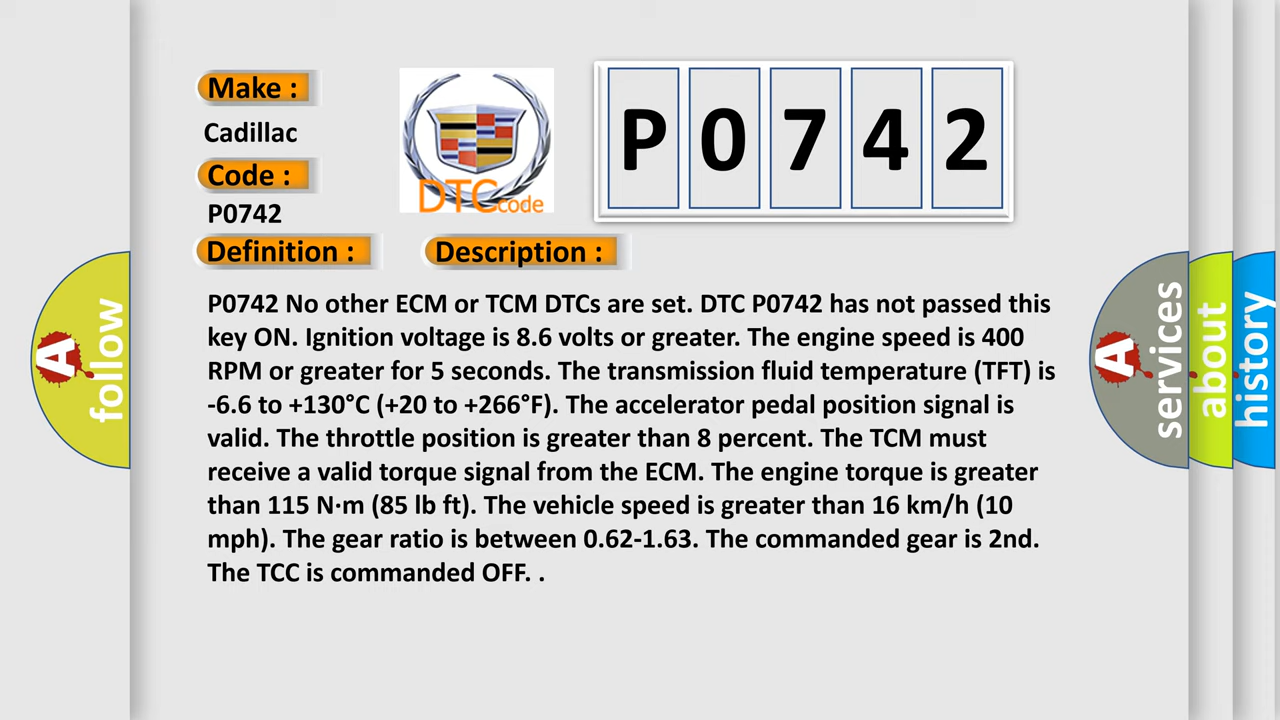 Make :
Cadillac
Code :
P0742
Definition :
Description :
DTCcode
P0742
P0742 No other ECM or TCM DTCs are set. DTC P0742 has not passed this
key ON. Ignition voltage is 8.6 volts or greater. The engine speed is 400
RPM or greater for 5 seconds. The transmission fluid temperature (TFT) is
-6.6 to +130°C (+20 to +266°F). The accelerator pedal position signal is
valid. The throttle position is greater than 8 percent. The TCM must
receive a valid torque signal from the ECM. The engine torque is greater
than 115 N·m (85 lb ft). The vehicle speed is greater than 16 km/h (10
mph). The gear ratio is between 0.62-1.63. The commanded gear is 2nd.
The TCC is commanded OFF. .
A follow
A services
about
history